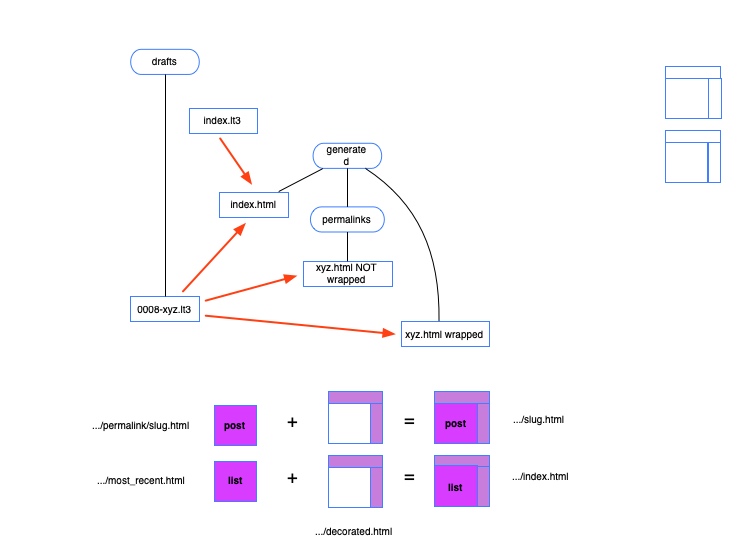 drafts
index.lt3
generate
d
index.html
permalinks
xyz.html NOT
wrapped
0008-xyz.lt3
xyz.html wrapped
.../permalink/slug.html
post
+
=
post
.../slug.html
.../most_recent.html
list
+
=
list
.../index.html
.../decorated.html